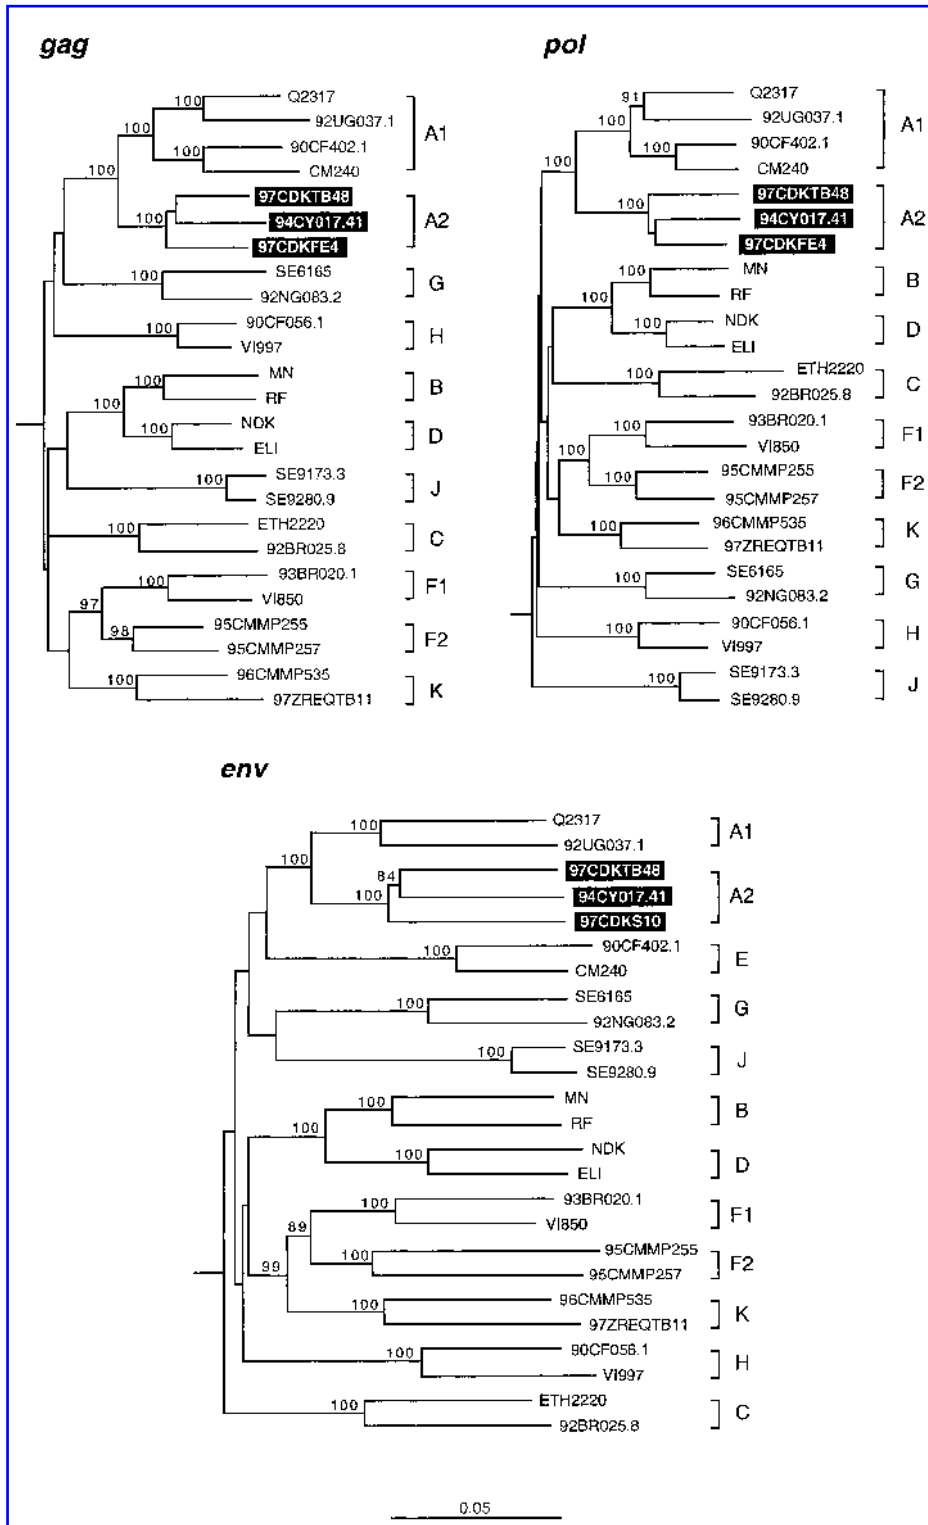 gag
100 Q2317
100 92UG037.1
100 90CF402.1
CM240
A1
100
97CDKTB48
94CY017.41
100 97CDKFE4
A2
100 SE6165
92NG083.2
G
100 90CF056.1
VI997
H
100 MN
RF
B
100
NDK
100 ELI
D
100 SE9173.3
SE9280.9
J
100 ETH2220
92BR025.8
C
100 93BR020.1
VI850
F1
97
98 95CMMP255
95CMMP257
F2
100 96CMMP535
97ZREQTB11
K
pol
91 Q2317
92UG037.1
100
100 90CF402.1
CM240
A1
100 97CDKTB48
94CY017.41
97CDKFE4
A2
100 MN
RF
B
100
100 NDK
ELI
D
100 ETH2220
92BR025.8
C
100 93BR020.1
VI850
F1
100
100 95CMMP255
95CMMP257
F2
100 96CMMP535
97ZREQTB11
K
100 SE6165
92NG083.2
G
100 90CF056.1
VI997
H
100 SE9173.3
SE9280.9
J
env
100 Q2317
92UG037.1
A1
100
84 97CDKTB48
94CY017.41
100 97CDKS10
A2
100 90CF402.1
CM240
E
100 SE6165
92NG083.2
G
100 SE9173.3
SE9280.9
J
100 MN
RF
B
100
100 NDK
ELI
D
100 93BR020.1
VI850
F1
89
100 95CMMP255
95CMMP257
F2
99
100 96CMMP535
97ZREQTB11
K
100 90CF056.1
VI997
H
100 ETH2220
92BR025.8
C
0.05